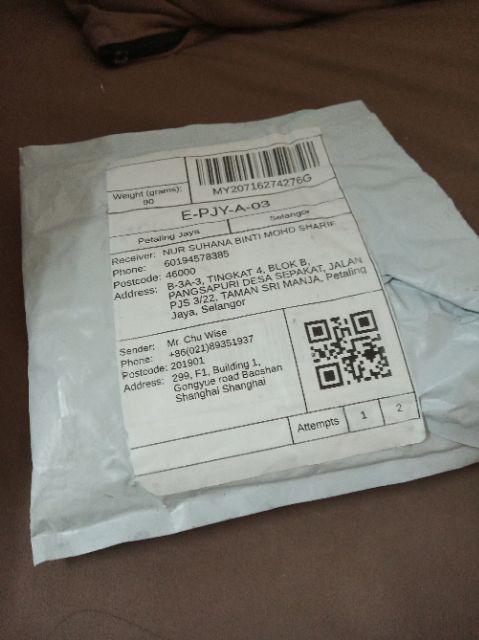 Weight (grams):
90
MY20716274276G
E-PJY-A-03
Petaling Jaya
Selangor
Receiver: NUR SUHANA BINTI MOHD SHARIF
Phone: 60194578385
Postcode: 46000
Address: B-3A-3, TINGKAT 4, BLOK B,
PANGSAPURI DESA SEPAKAT, JALAN
PJS 3/22, TAMAN SRI MANJA, Petaling
Jaya, Selangor
Sender: Mr. Chu Wise
Phone: +86(021)89351937
Postcode: 201901
Address: 299, F1, Building 1,
Gongyue road Baoshan
Shanghai Shanghai
Attempts 1 2